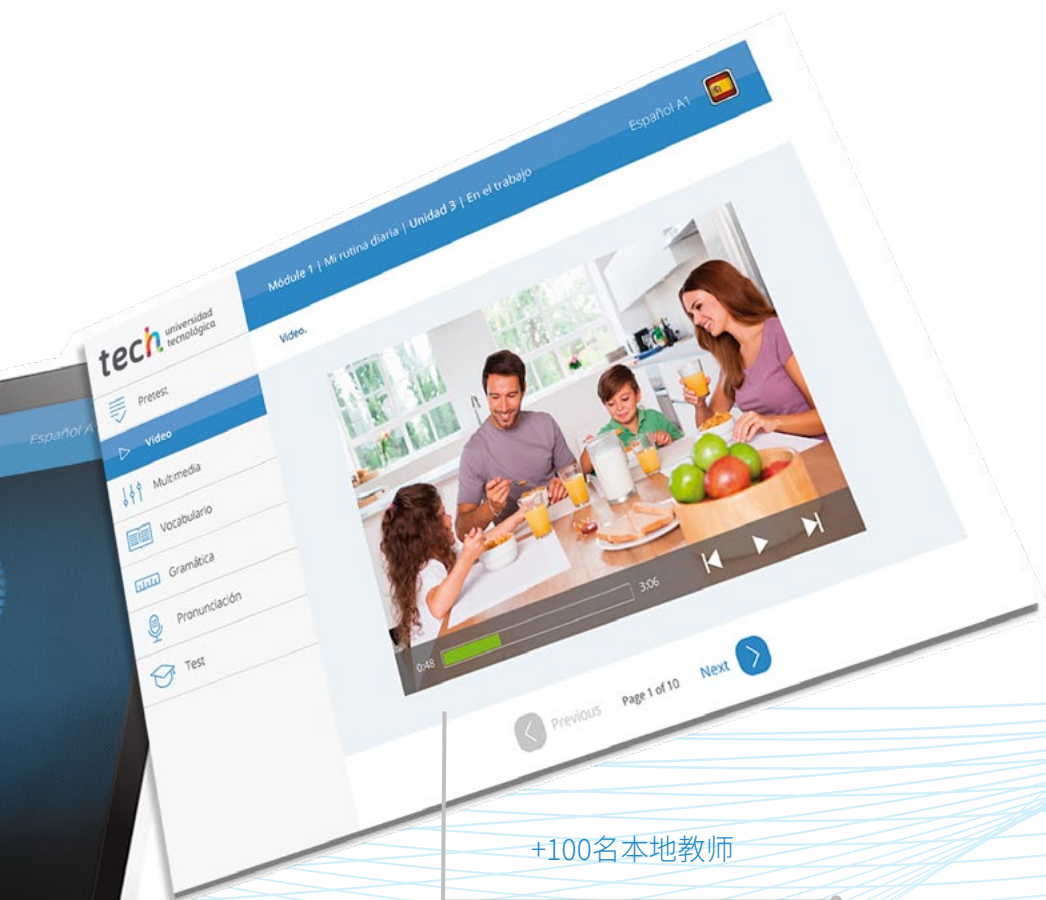 Español A1
Módule 1 | Mi rutina diaria | Unidad 3 | En el trabajo
tech universidad
tecnológica
Video.
Pretest
Video
Multimedia
Vocabulario
Gramática
Pronunciación
Test
0:48
3:06
Previous
Page 1 of 10
Next
Español A
+100名本地教师